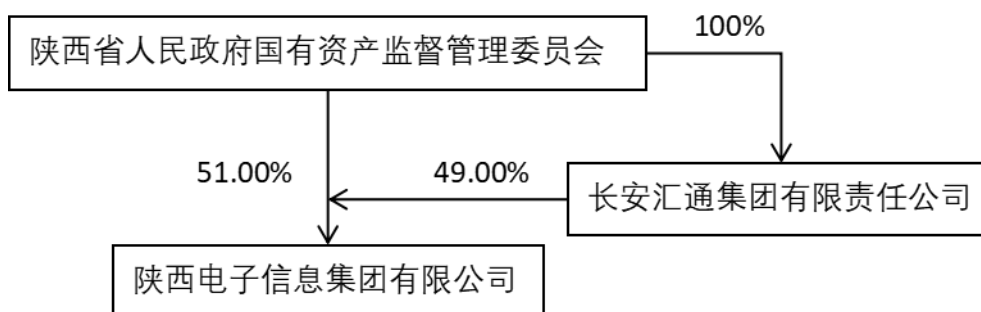 100%
陕西省人民政府国有资产监督管理委员会
51.00%
49.00%
长安汇通集团有限责任公司
陕西电子信息集团有限公司